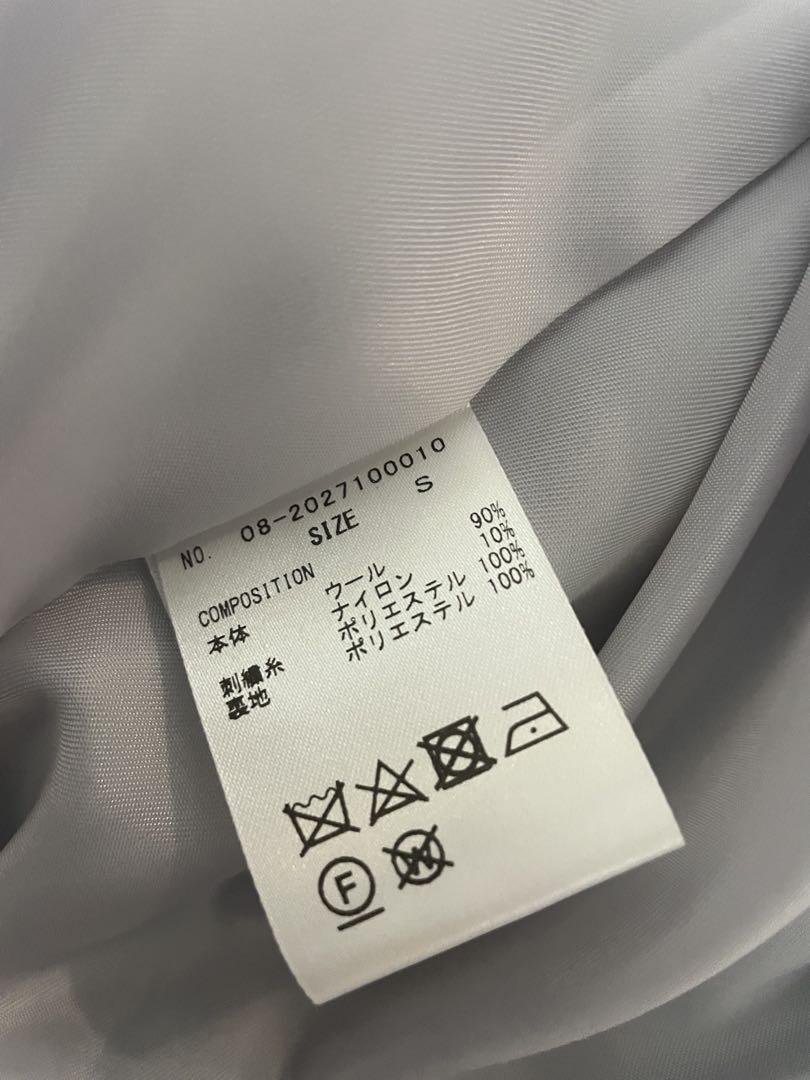 NO. 08-2027100010
SIZE S
COMPOSITION
本体 ウール 90%
ナイロン 10%
刺繍糸 ポリエステル 100%
裏地 ポリエステル 100%
F W